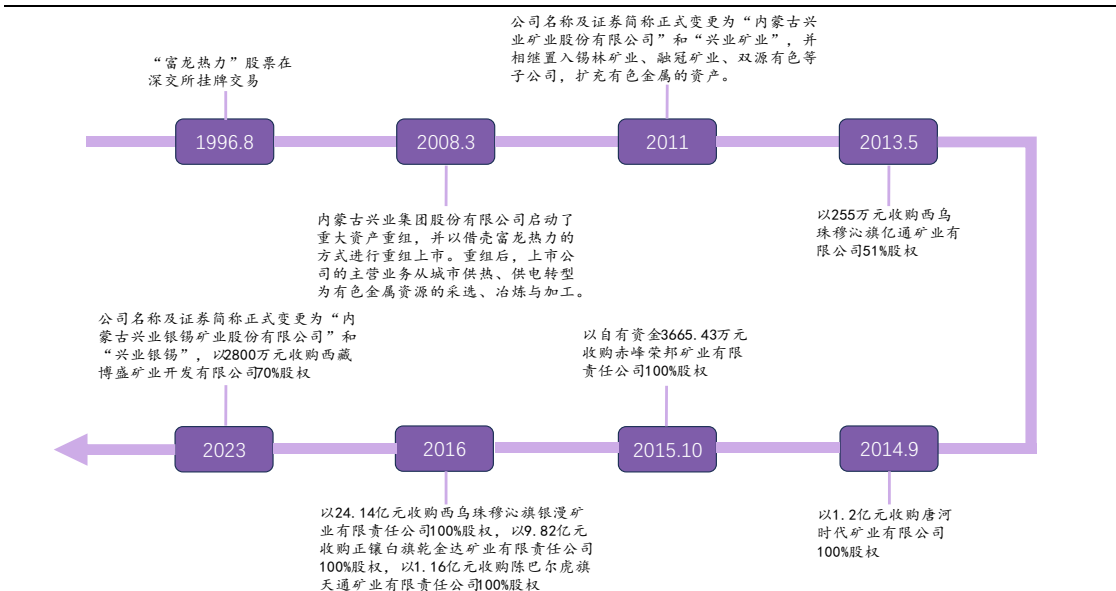 “富龙热力”股票在
深交所挂牌交易
1996.8
2008.3
内蒙古兴业集团股份有限公司启动了
重大资产重组，并以借壳富龙热力的
方式进行重组上市。重组后，上市公
司的主营业务从城市供热、供电转型
为有色金属资源的采选、冶炼与加工。
公司名称及证券简称正式变更为“内蒙古兴
业矿业股份有限公司”和“兴业矿业”，并
相继置入锡林矿业、融冠矿业、双源有色等
子公司，扩充有色金属的资产。
2011
2013.5
以255万元收购西乌
珠穆沁旗亿通矿业有
限公司51%股权
2014.9
以1.2亿元收购唐河
时代矿业有限公司
100%股权
以自有资金3665.43万元
收购赤峰荣邦矿业有限
责任公司100%股权
2015.10
2016
以24.14亿元收购西乌珠穆沁旗银漫矿
业有限责任公司100%股权，以9.82亿元
收购正镶白旗乾金达矿业有限责任公司
100%股权，以1.16亿元收购陈巴尔虎旗
天通矿业有限责任公司100%股权
公司名称及证券简称正式变更为“内
蒙古兴业银锡矿业股份有限公司”和
“兴业银锡”，以2800万元收购西藏
博盛矿业开发有限公司70%股权
2023